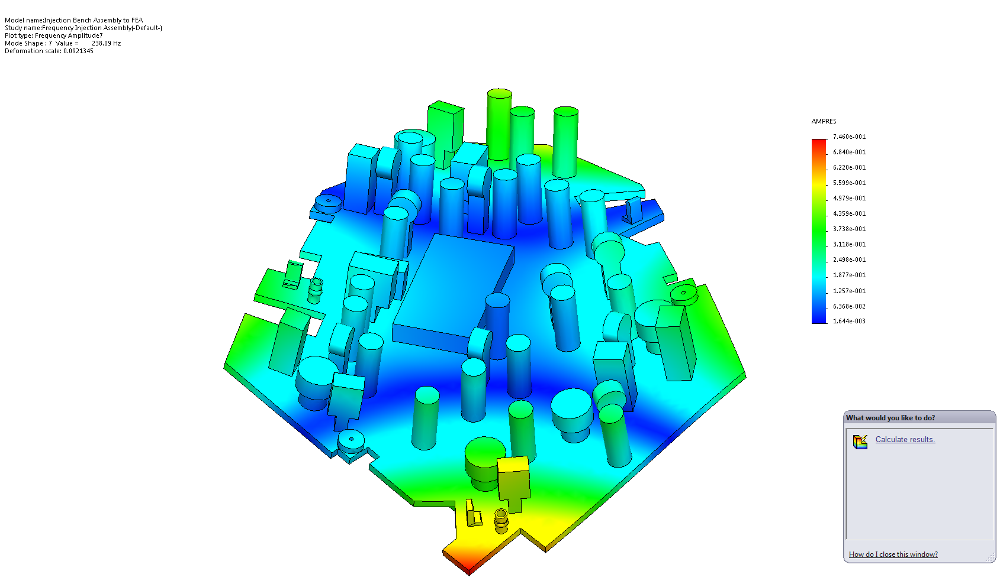 Model name:Injection Bench Assembly to FEA
Study name:Frequency Injection Assembly(-Default-)
Plot type: Frequency Amplitude7
Mode Shape : 7  Value =       238.09 Hz
Deformation scale: 0.0921345
AMPRES
7.460e-001
6.840e-001
6.220e-001
5.599e-001
4.979e-001
4.359e-001
3.738e-001
3.118e-001
2.498e-001
1.877e-001
1.257e-001
6.368e-002
1.644e-003
What would you like to do?
Calculate results.
How do I close this window?